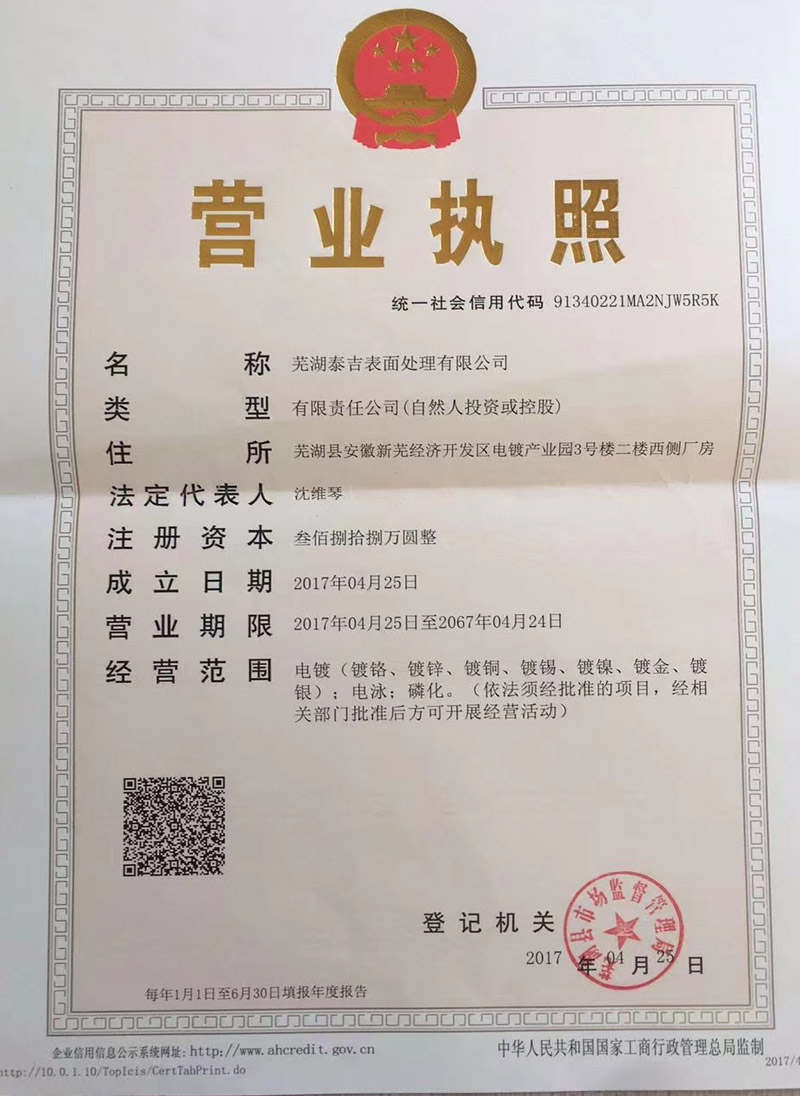 营业执照
统一社会信用代码 91340221MA2NJW5R5K
名称 芜湖泰吉表面处理有限公司
类型 有限责任公司(自然人投资或控股)
住所 芜湖县安徽新芜经济开发区电镀产业园3号楼二楼西侧厂房
法定代表人 沈维琴
注册资本 叁佰捌拾捌万圆整
成立日期 2017年04月25日
营业期限 2017年04月25日至2067年04月24日
经营范围 电镀（镀铬、镀锌、镀铜、镀锡、镀镍、镀金、镀
银）；电泳；磷化。（依法须经批准的项目，经相
关部门批准后方可开展经营活动）
登记机关
芜湖县市场监督管理局
2017 年 04 月 25 日
每年1月1日至6月30日填报年度报告
企业信用信息公示系统网址：http://www.ahcredit.gov.cn
中华人民共和国国家工商行政管理总局监制
http://10.0.1.10/TopIcis/CertTabPrint.do
2017/4